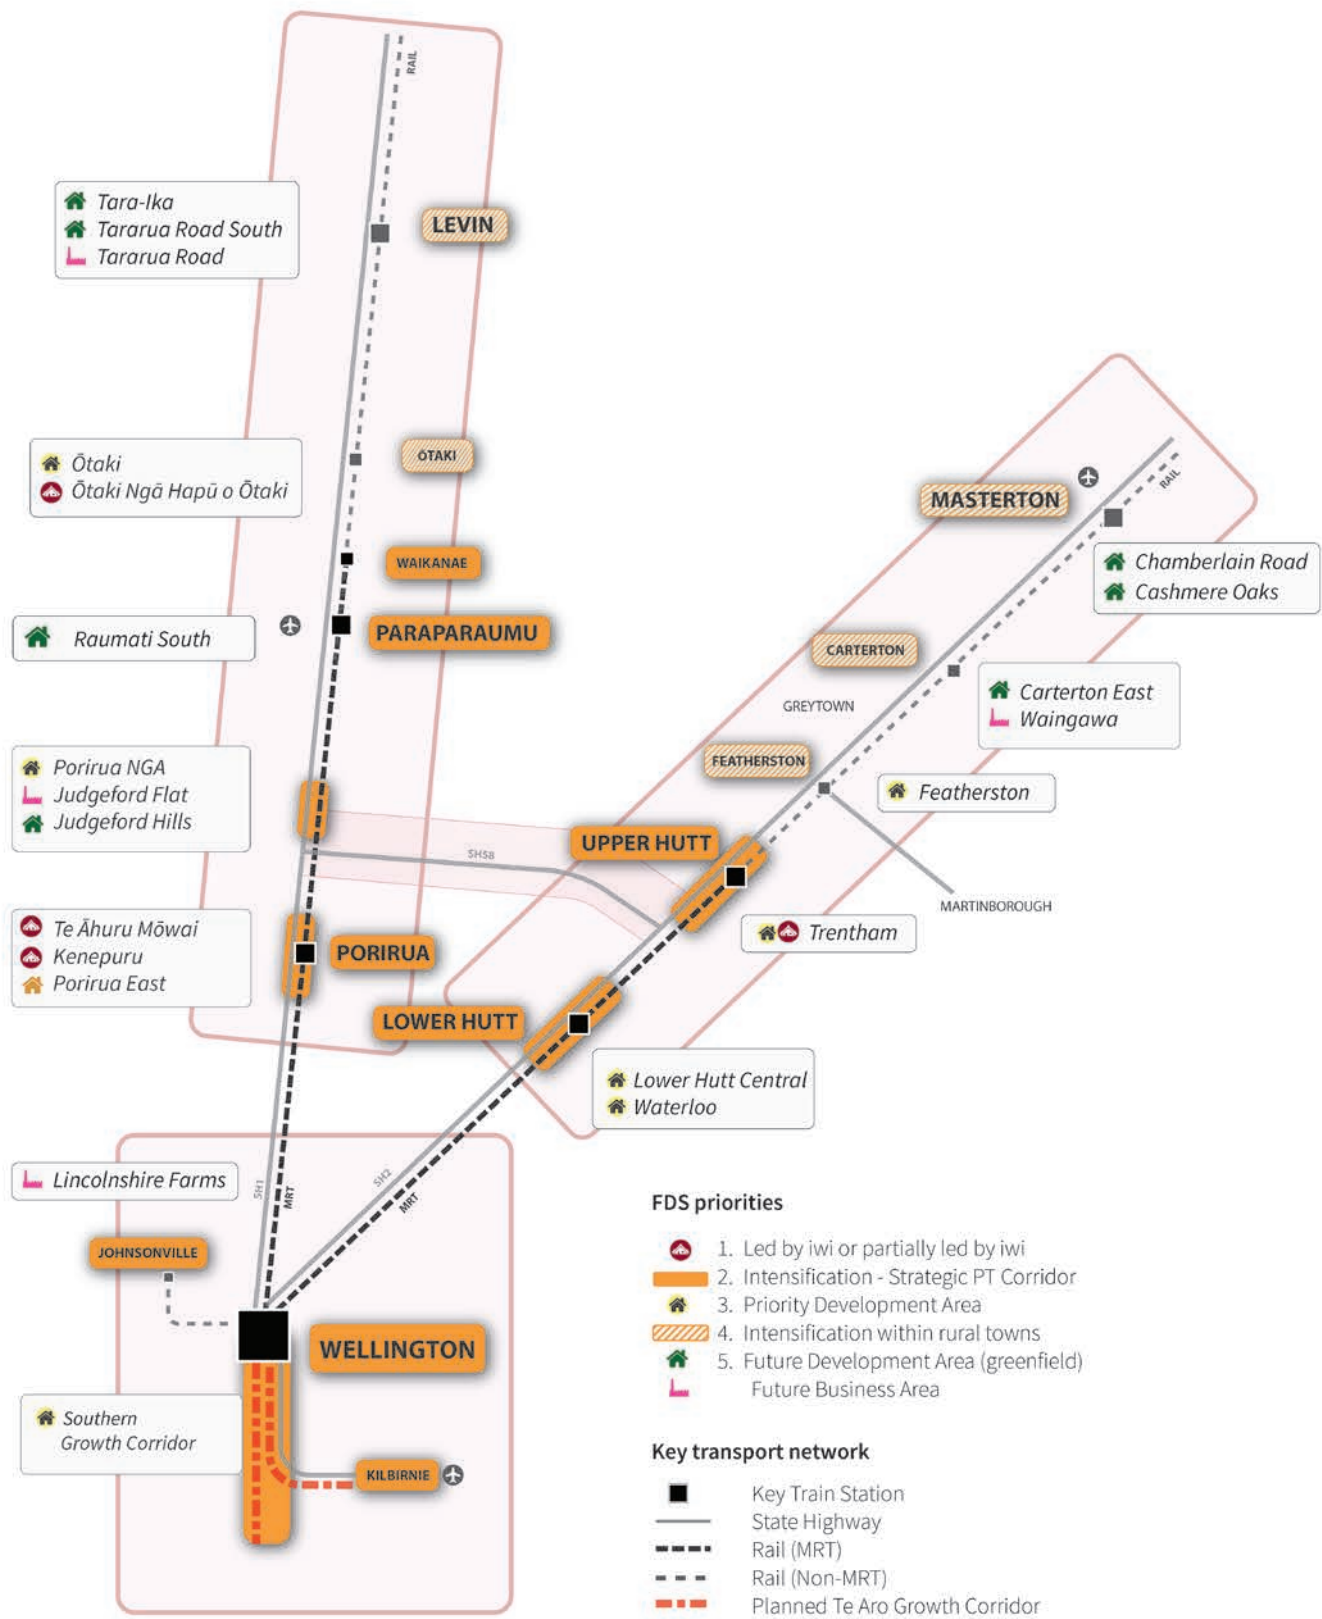 RAIL
Tara-Ika
Tararua Road South
Tararua Road
LEVIN
Ōtaki
Ōtaki Ngā Hapū o Ōtaki
ŌTAKI
MASTERTON
RAIL
WAIKANAE
Chamberlain Road
Cashmere Oaks
Raumati South
PARAPARAUMU
CARTERTON
Carterton East
Waingawa
GREYTOWN
Porirua NGA
Judgeford Flat
Judgeford Hills
FEATHERSTON
Featherston
UPPER HUTT
SH58
MARTINBOROUGH
Te Āhuru Mōwai
Kenepuru
Porirua East
PORIRUA
Trentham
LOWER HUTT
Lower Hutt Central
Waterloo
Lincolnshire Farms
SH1
MRT
SH2
MRT
JOHNSONVILLE
WELLINGTON
Southern
Growth Corridor
KILBIRNIE
FDS priorities
1. Led by iwi or partially led by iwi
2. Intensification - Strategic PT Corridor
3. Priority Development Area
4. Intensification within rural towns
5. Future Development Area (greenfield)
Future Business Area
Key transport network
Key Train Station
State Highway
Rail (MRT)
Rail (Non-MRT)
Planned Te Aro Growth Corridor